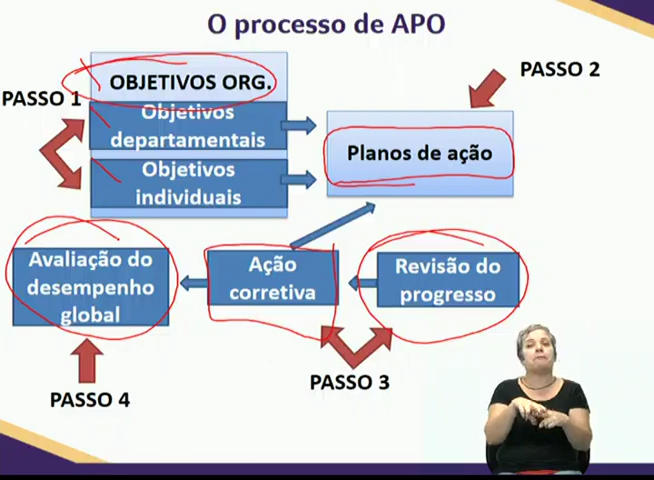 O processo de APO
OBJETIVOS ORG.
PASSO 1
Objetivos
departamentais
Objetivos
individuais
PASSO 2
Planos de ação
Avaliação do
desempenho
global
Ação
corretiva
Revisão do
progresso
PASSO 3
PASSO 4